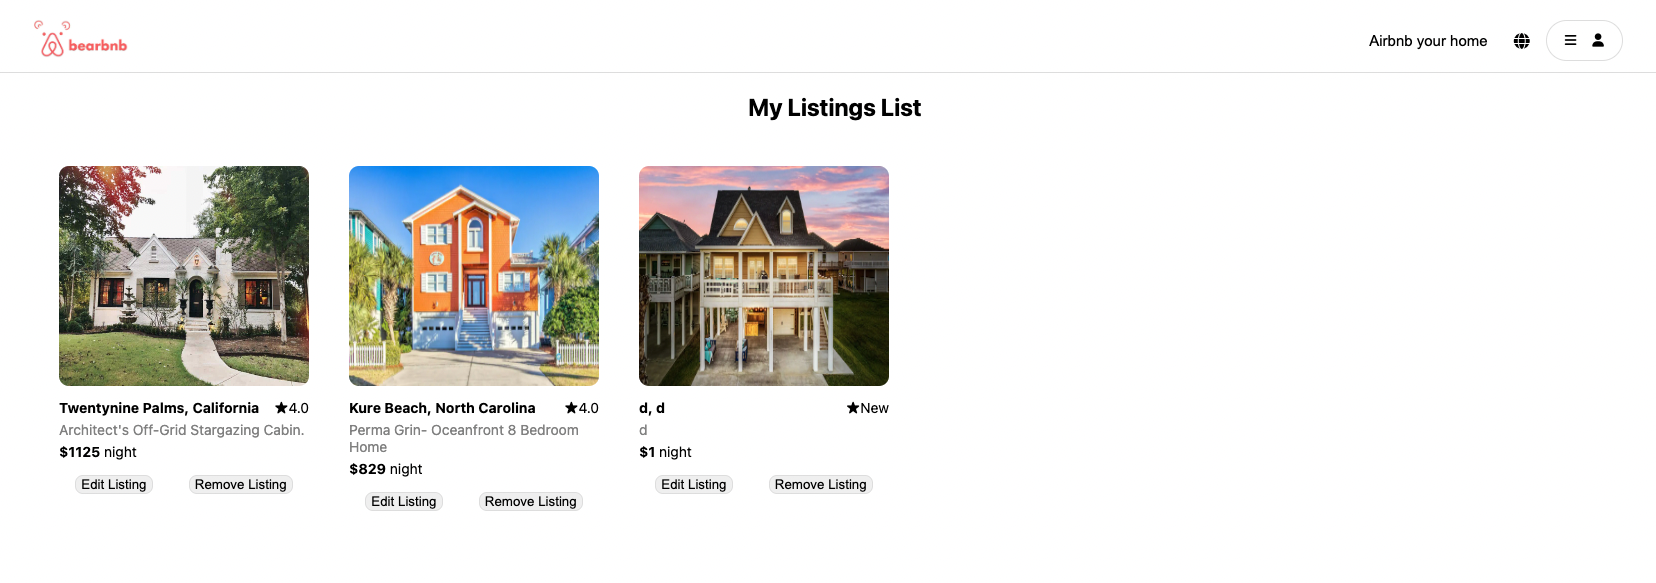 bearbnb
Airbnb your home
My Listings List
Twentynine Palms, California ★4.0
Architect's Off-Grid Stargazing Cabin.
$1125 night
Edit Listing Remove Listing
Kure Beach, North Carolina ★4.0
Perma Grin- Oceanfront 8 Bedroom
Home
$829 night
Edit Listing Remove Listing
d, d ★New
d
$1 night
Edit Listing Remove Listing